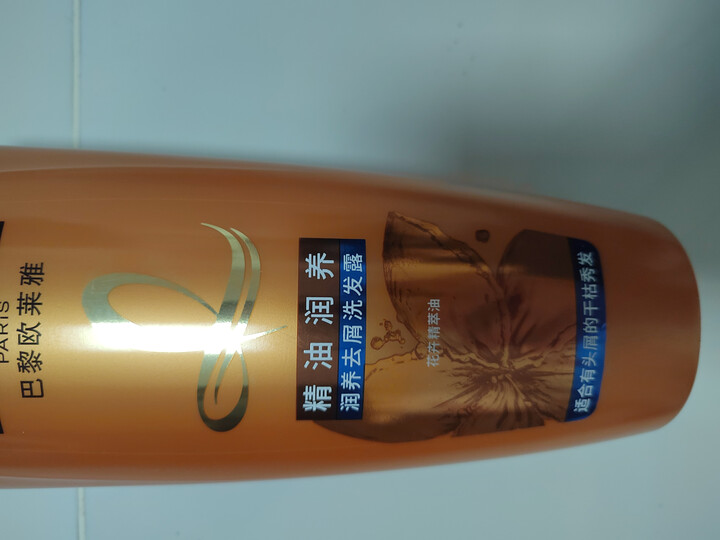 PARIS
巴黎欧莱雅
精油润养
润养去屑洗发露
花卉精萃油
适合有头屑的干枯秀发